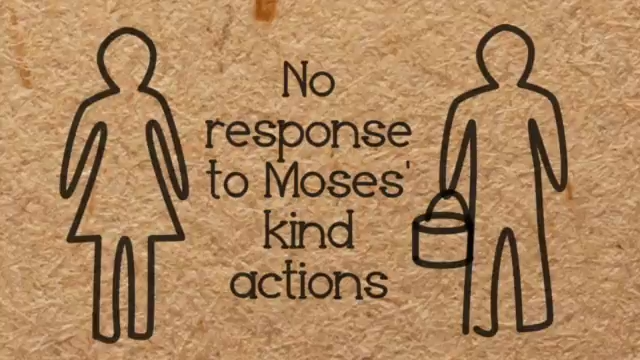 No
response
to Moses'
kind
actions